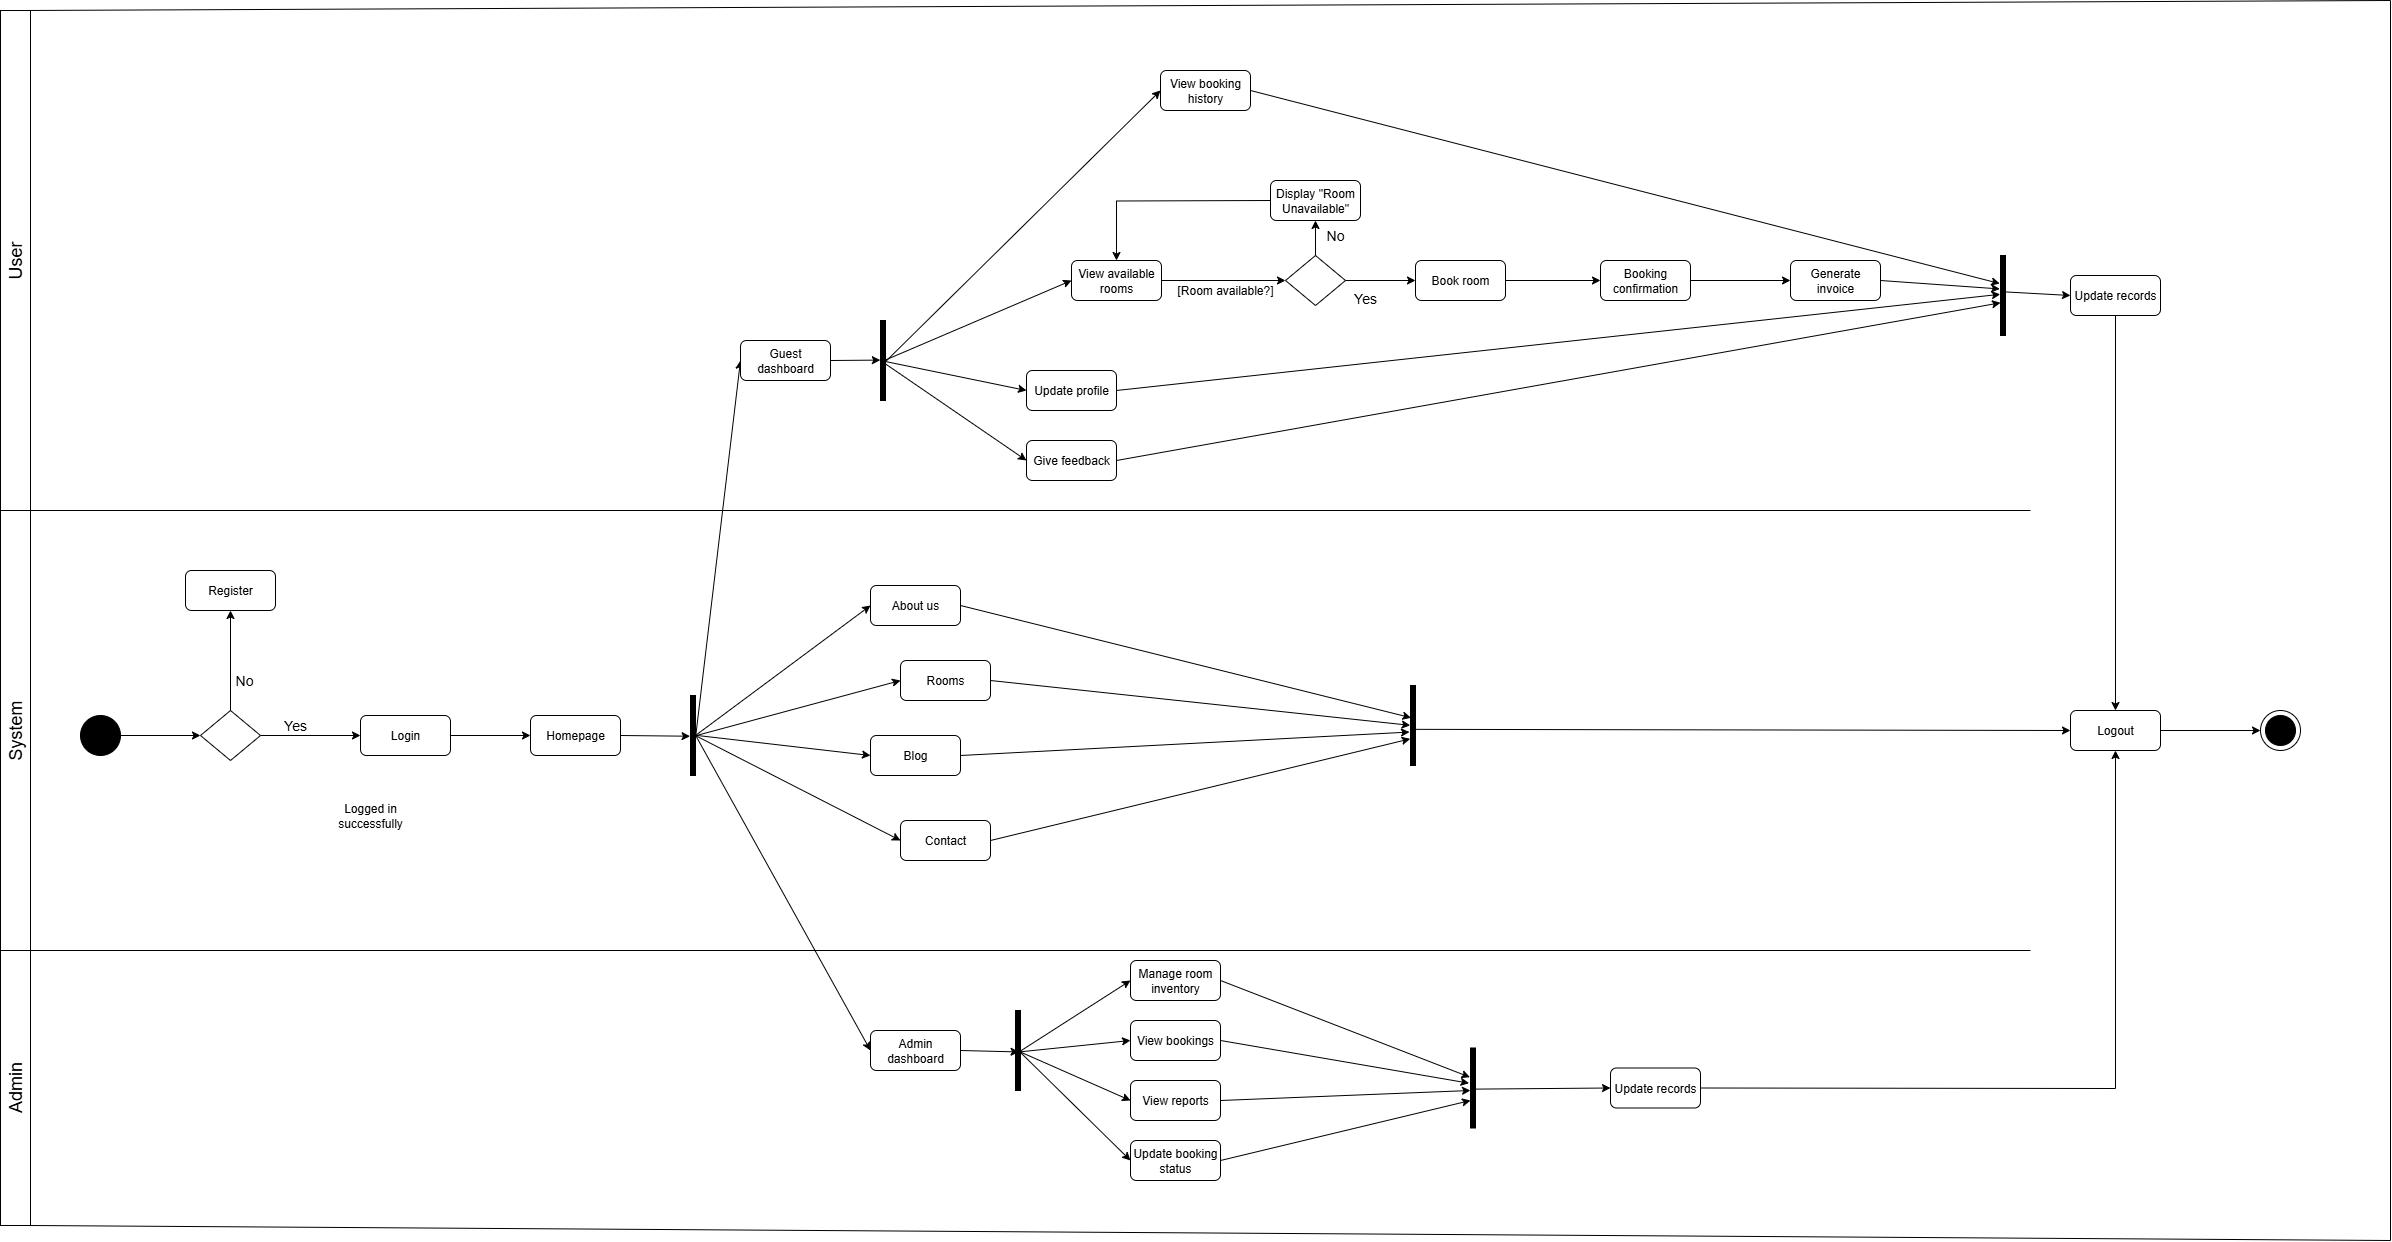 User
View booking
history
Display "Room
Unavailable"
No
View available
rooms
[Room available?]
Yes
Book room
Booking
confirmation
Generate
invoice
Update records
Guest
dashboard
Update profile
Give feedback
System
Register
No
Yes
Login
Homepage
Logged in
successfully
About us
Rooms
Blog
Contact
Logout
Admin
Admin
dashboard
Manage room
inventory
View bookings
View reports
Update booking
status
Update records